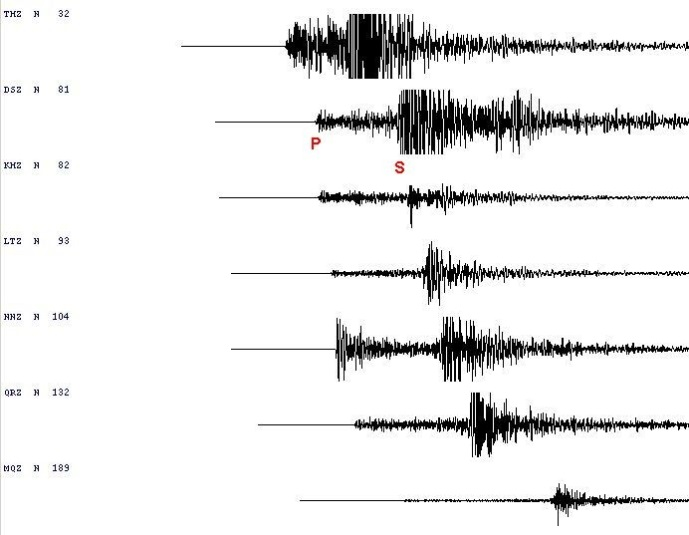 THZ N 32
DSZ N 81
P
KHZ N 82
S
LTZ N 93
NNZ N 104
QRZ N 132
MQZ N 189